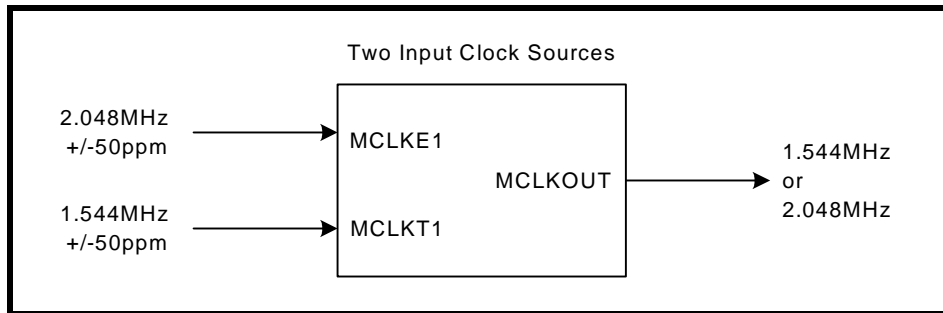 Two Input Clock Sources
2.048MHz
+/-50ppm
MCLKE1
1.544MHz
+/-50ppm
MCLKT1
MCLKOUT
1.544MHz
or
2.048MHz